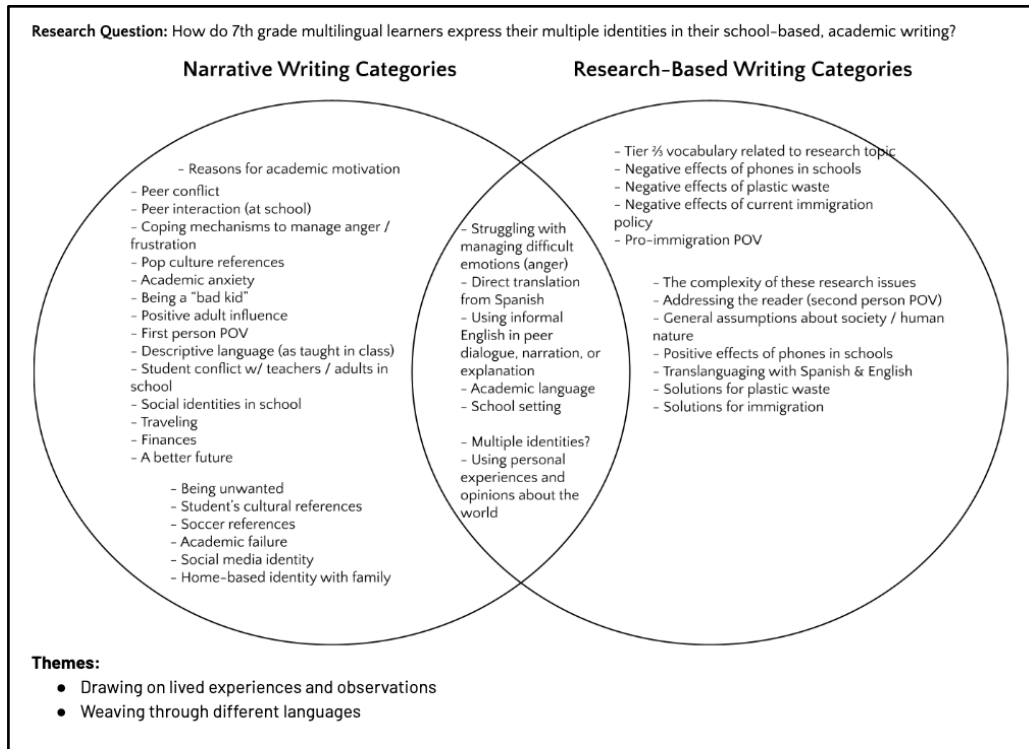 Research Question: How do 7th grade multilingual learners express their multiple identities in their school-based, academic writing?
Narrative Writing Categories
- Reasons for academic motivation
- Peer conflict
- Peer interaction (at school)
- Coping mechanisms to manage anger /
frustration
- Pop culture references
- Academic anxiety
- Being a “bad kid”
- Positive adult influence
- First person POV
- Descriptive language (as taught in class)
- Student conflict w/ teachers / adults in
school
- Social identities in school
- Traveling
- Finances
- A better future
- Being unwanted
- Student’s cultural references
- Soccer references
- Academic failure
- Social media identity
- Home-based identity with family
- Struggling with
managing difficult
emotions (anger)
- Direct translation
from Spanish
- Using informal
English in peer
dialogue, narration, or
explanation
- Academic language
- School setting
- Multiple identities?
- Using personal
experiences and
opinions about the
world
Research-Based Writing Categories
- Tier ⅔ vocabulary related to research topic
- Negative effects of phones in schools
- Negative effects of plastic waste
- Negative effects of current immigration
policy
- Pro-immigration POV
- The complexity of these research issues
- Addressing the reader (second person POV)
- General assumptions about society / human
nature
- Positive effects of phones in schools
- Translanguaging with Spanish & English
- Solutions for plastic waste
- Solutions for immigration
Themes:
● Drawing on lived experiences and observations
● Weaving through different languages